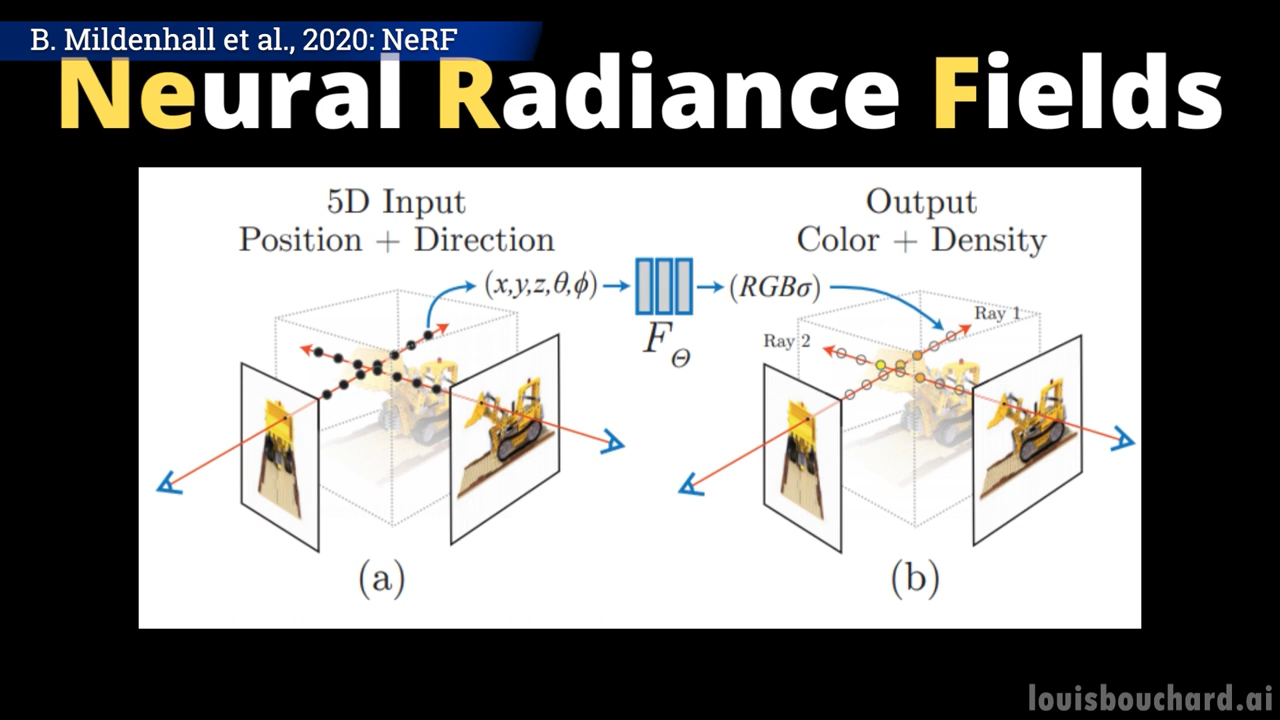 B. Mildenhall et al., 2020: NeRF
Neural Radiance Fields
5D Input
Position + Direction
Output
Color + Density
(x,y,z,θ,ϕ)
(RGBσ)
F_Θ
Ray 1
Ray 2
(a)
(b)
louisbouchard.ai